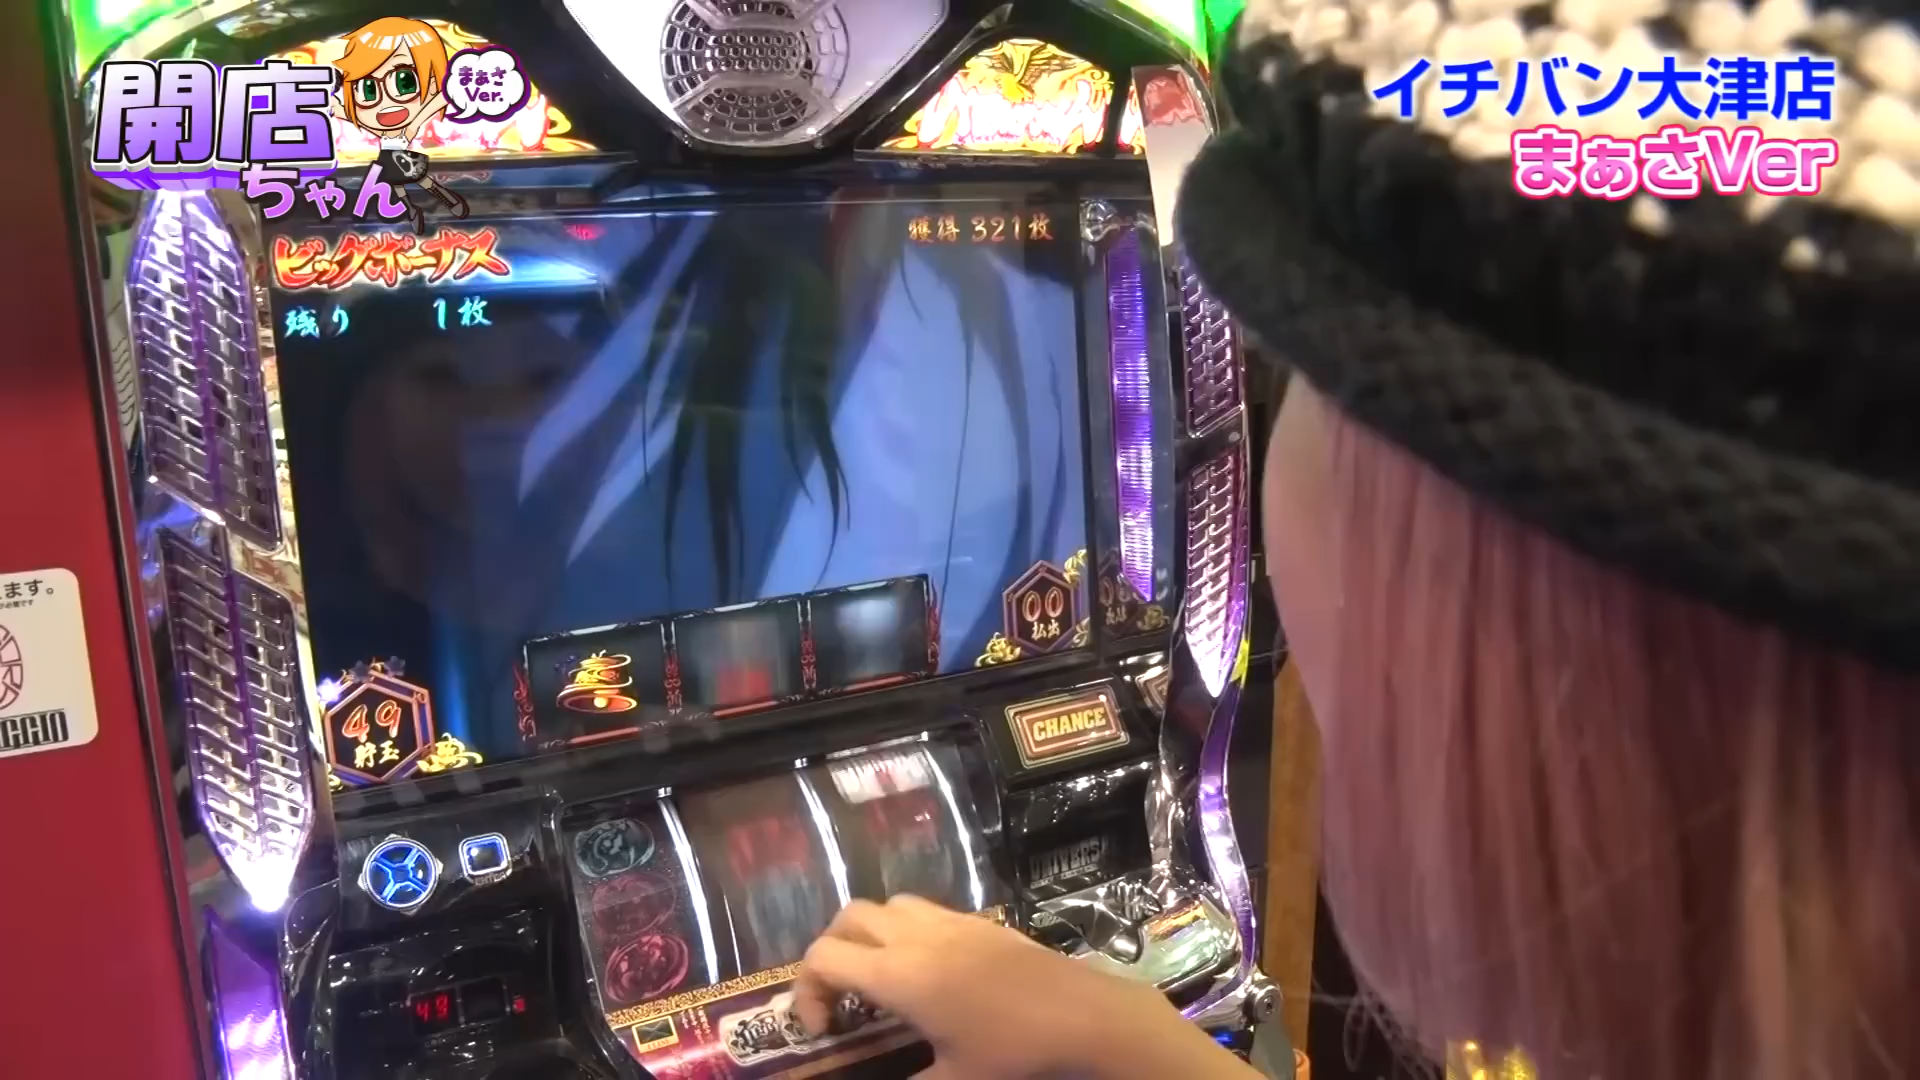 開店
ちゃん
まぁさ
Ver.
イチバン大津店
まぁさVer
ビッグボーナス
獲得 321枚
残り 1枚
00
払出
49
貯玉
CHANCE
ます。
ENTER
UNIVERSAL
49